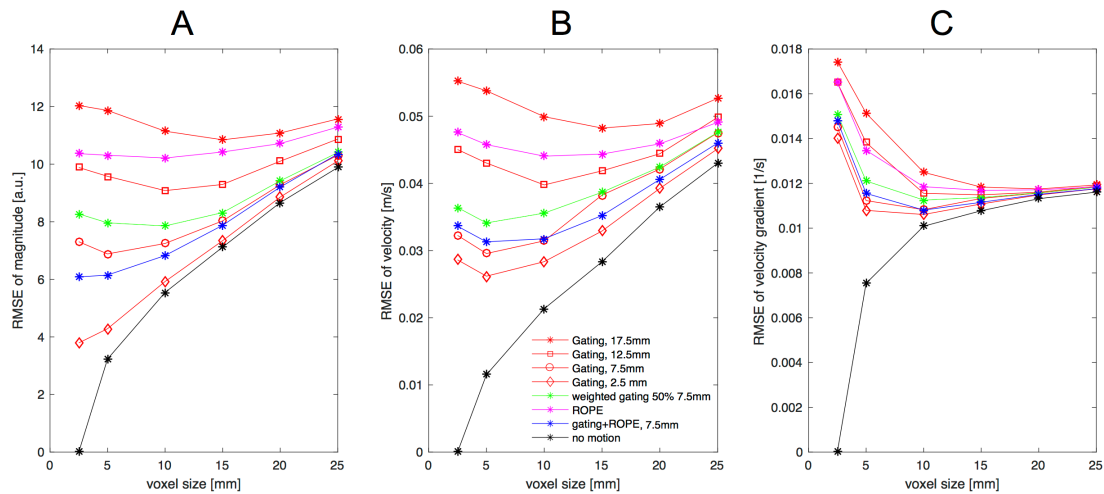 A
B
C
14
12
10
8
6
4
2
0
RMSE of magnitude [a.u.]
0 5 10 15 20 25
voxel size [mm]
0.06
0.05
0.04
0.03
0.02
0.01
0
RMSE of velocity [m/s]
Gating, 17.5mm
Gating, 12.5mm
Gating, 7.5mm
Gating, 2.5 mm
weighted gating 50% 7.5mm
ROPE
gating+ROPE, 7.5mm
no motion
0 5 10 15 20 25
voxel size [mm]
0.018
0.016
0.014
0.012
0.01
0.008
0.006
0.004
0.002
0
RMSE of velocity gradient [1/s]
0 5 10 15 20 25
voxel size [mm]